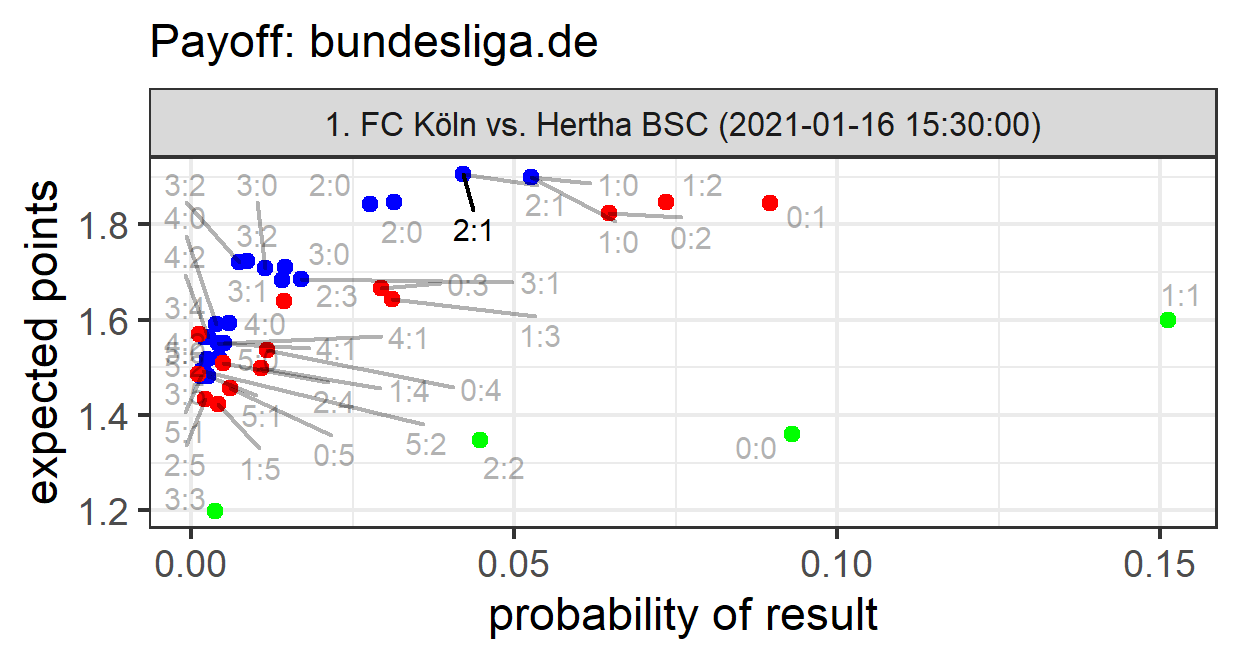 Payoff: bundesliga.de
1. FC Köln vs. Hertha BSC (2021-01-16 15:30:00)
expected points
1.8
1.6
1.4
1.2
3:2 3:0 2:0 1:0 1:2
2:1 0:1
4:0 3:2 2:0 2:1 1:0 0:2
4:2 3:0
3:1 2:3 0:3 3:1 1:1
3:4 4:0 1:3
4:1 4:1
5:0
1:4 0:4
2:4
5:1
5:1 0:5 5:2 0:0
2:5 1:5 2:2
3:3
0.00 0.05 0.10 0.15
probability of result